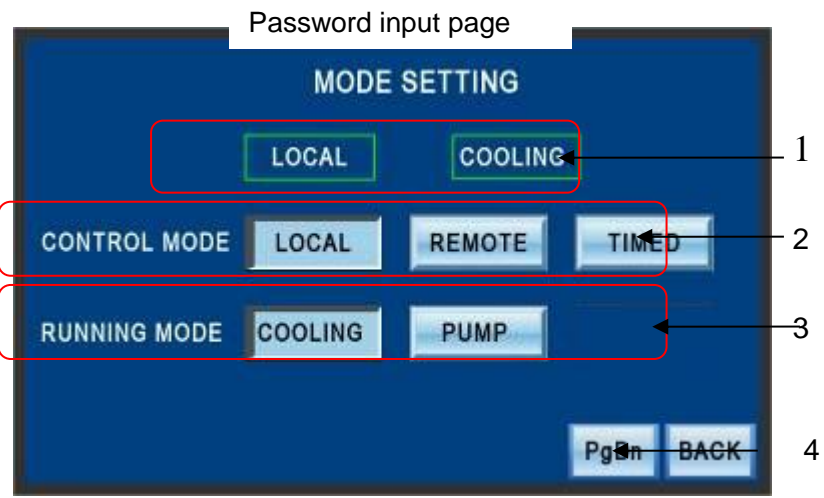 Password input page
MODE SETTING
LOCAL COOLING 1
CONTROL MODE LOCAL REMOTE TIMED 2
RUNNING MODE COOLING PUMP 3
PgDn BACK 4